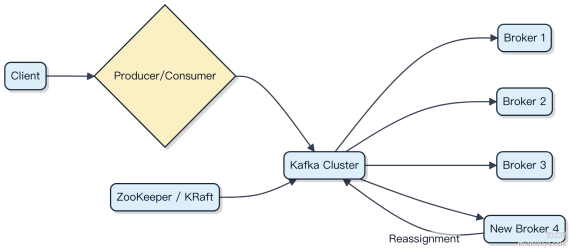 Client
Producer/Consumer
ZooKeeper / KRaft
Kafka Cluster
Broker 1
Broker 2
Broker 3
New Broker 4
Reassignment